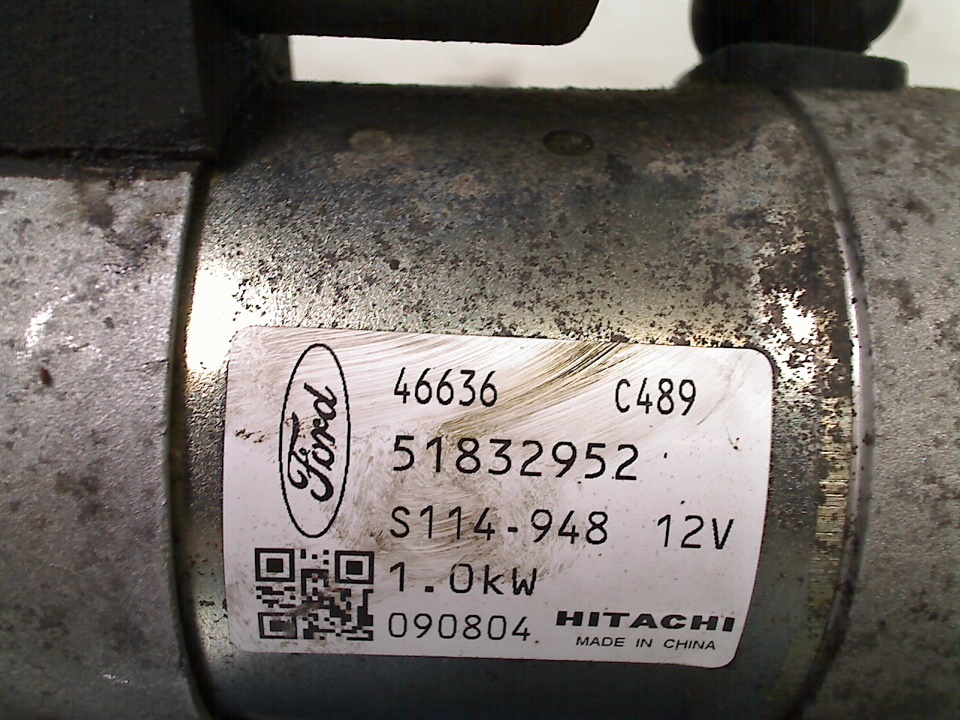 Ford
46636 C489
51832952
S114-948 12V
1.0kW
090804
HITACHI
MADE IN CHINA